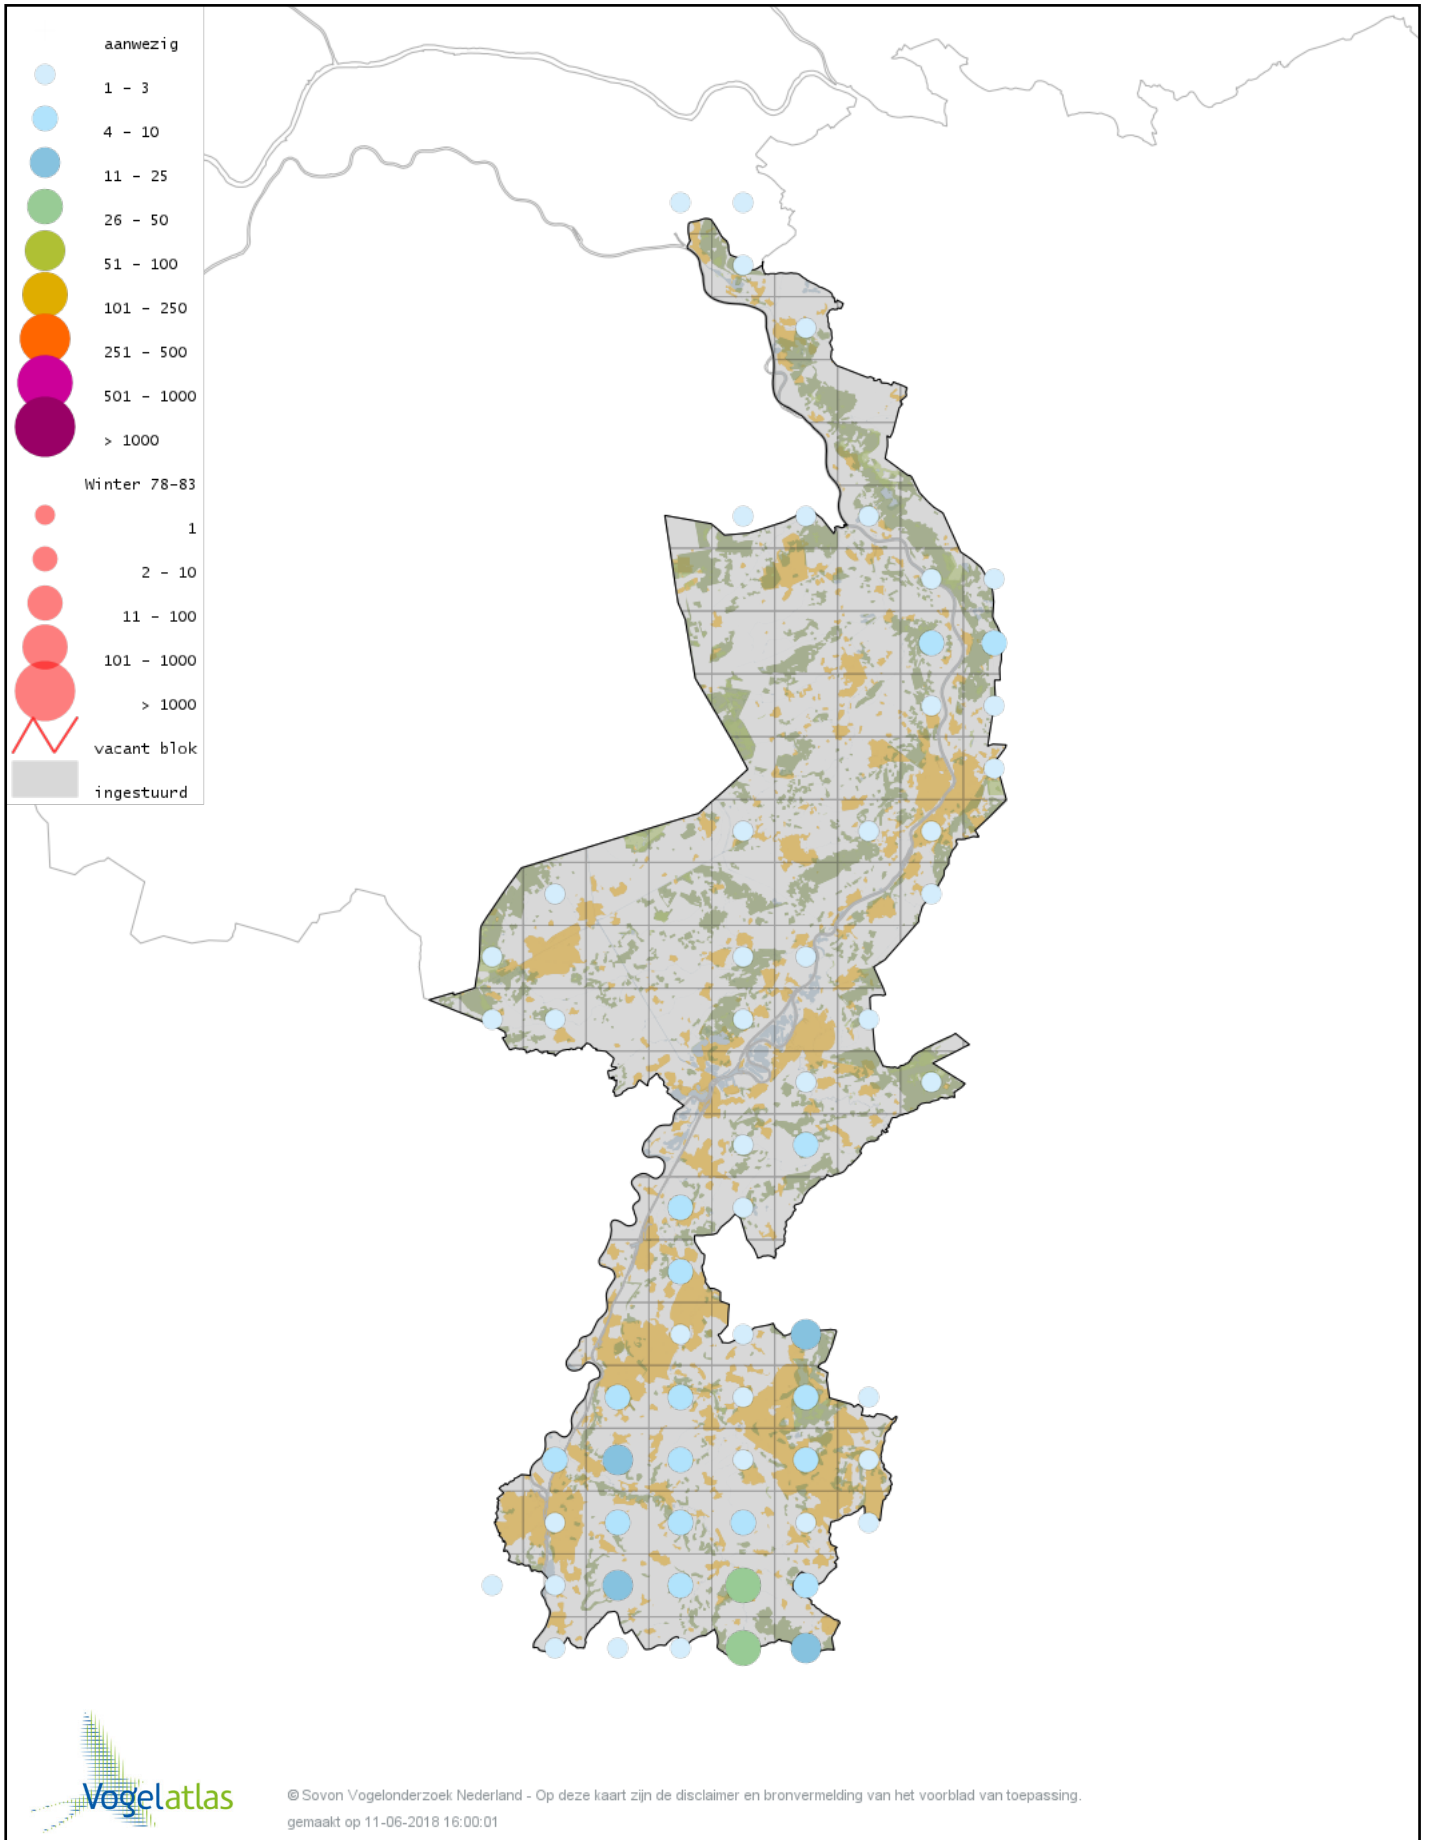 aanwezig
1 - 3
4 - 10
11 - 25
26 - 50
51 - 100
101 - 250
251 - 500
501 - 1000
> 1000
Winter 78-83
1
2 - 10
11 - 100
101 - 1000
> 1000
vacant blok
ingestuurd
Vogelatlas
© Sovon Vogelonderzoek Nederland - Op deze kaart zijn de disclaimer en bronvermelding van het voorblad van toepassing.
gemaakt op 11-06-2018 16:00:01